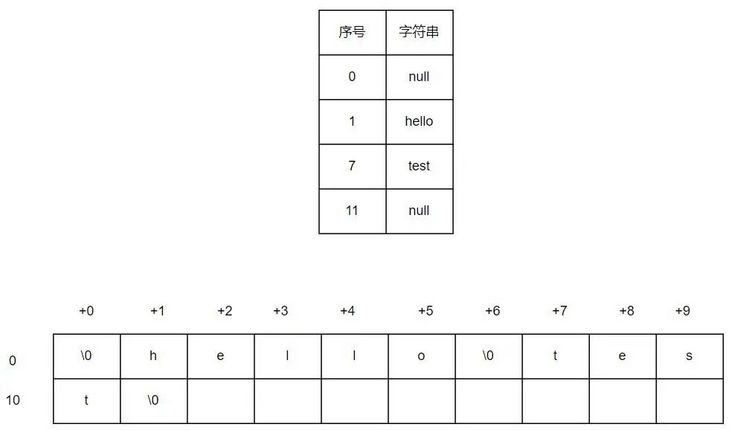 序号 字符串
0 null
1 hello
7 test
11 null
+0 +1 +2 +3 +4 +5 +6 +7 +8 +9
0 \0 h e l l o \0 t e s
10 t \0